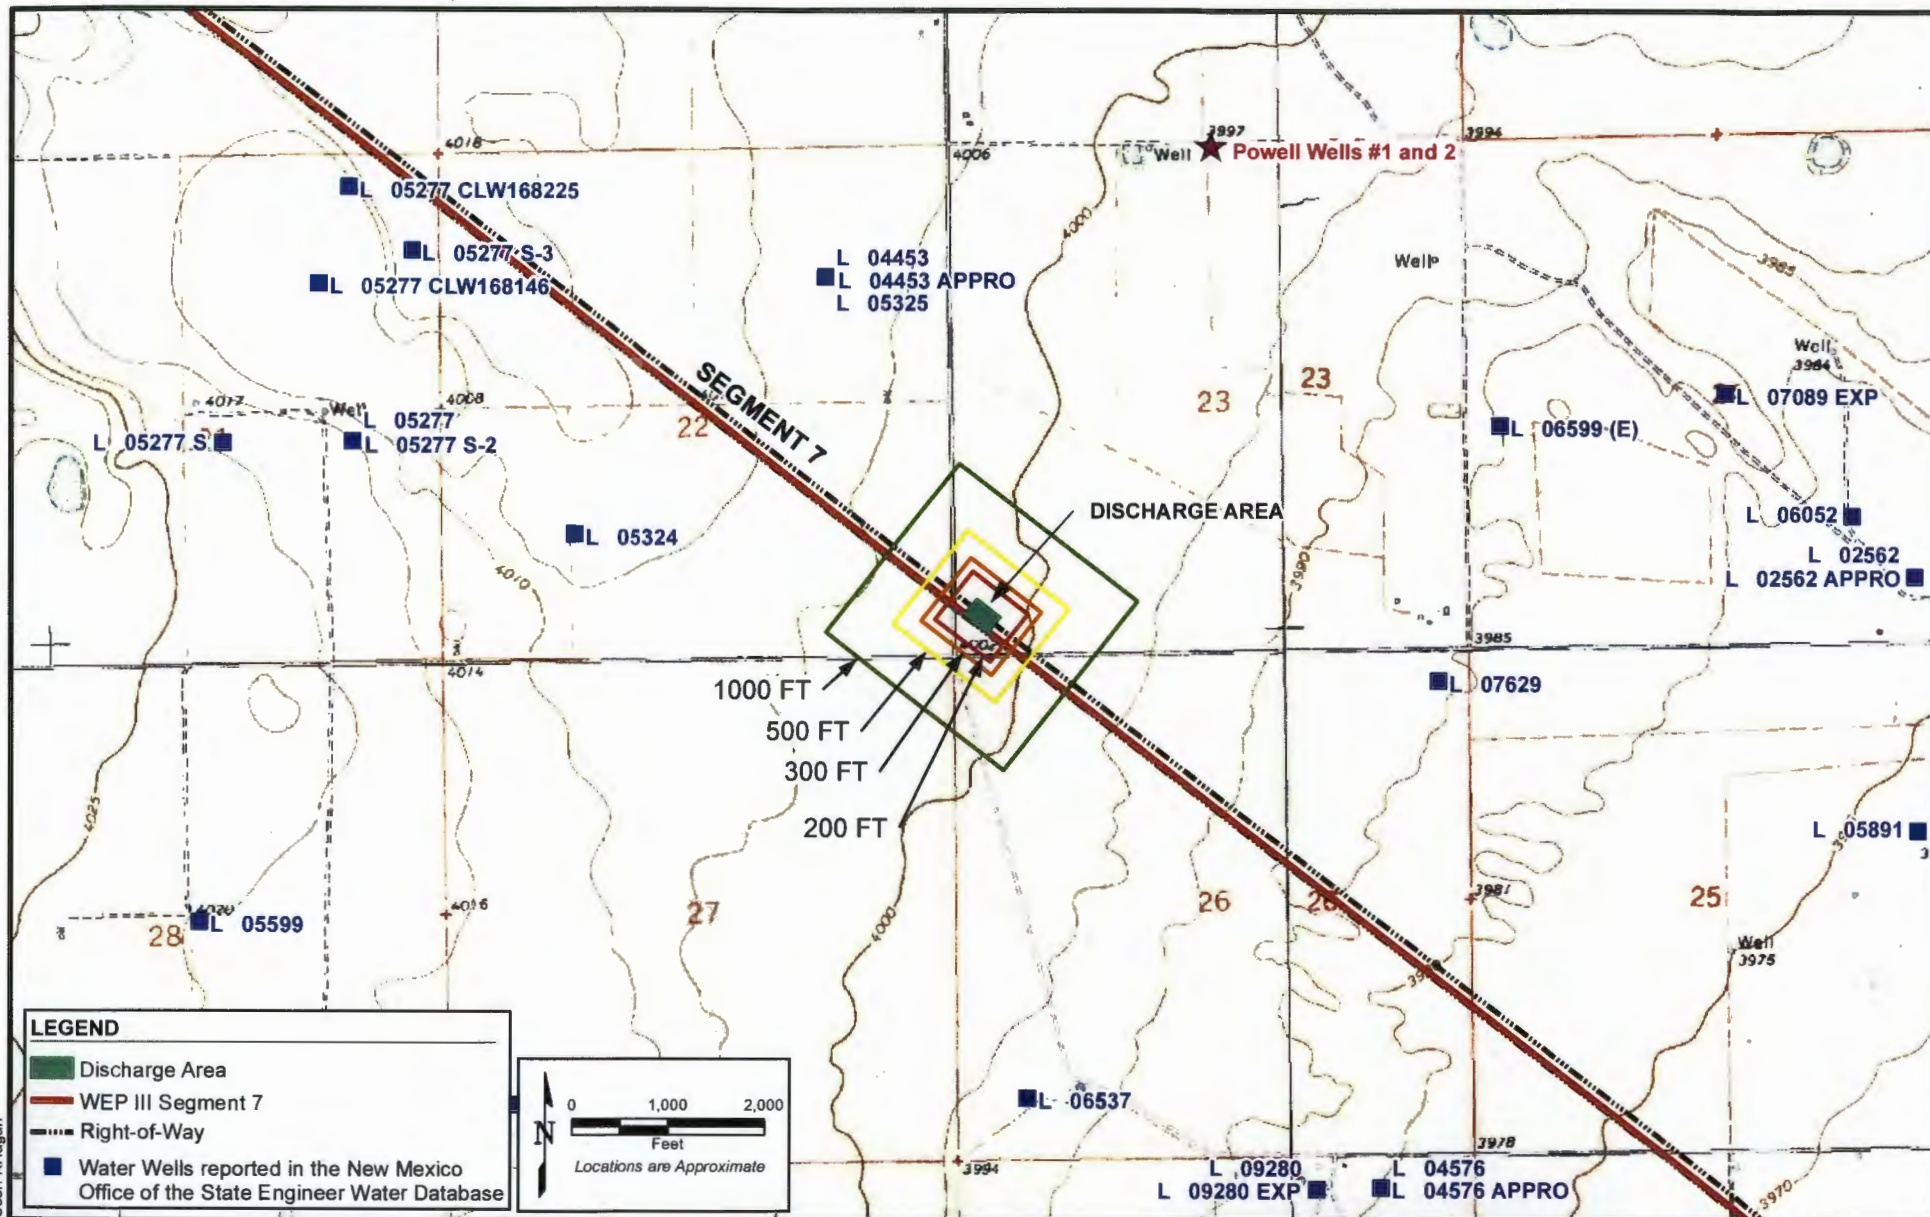 4018
4006
Well
3997
Powell Wells #1 and 2
3994
L 05277 CLW168225
L 05277 S-3
L 05277 CLW168146
L 04453
L 04453 APPRO
L 05325
4000
Well
3985
Well
3984
SEGMENT 7
4017
Well
4008
L 05277
L 05277 S
L 05277 S-2
22
23
23
L 07089 EXP
L 06599 (E)
L 05324
4010
DISCHARGE AREA
3990
L 06052
L 02562
L 02562 APPRO
4014
3985
1000 FT
500 FT
300 FT
200 FT
L 07629
4025
L 05891
4020
L 05599
28
4016
27
4000
26
26
3981
25
Well
3975
LEGEND
Discharge Area
WEP III Segment 7
Right-of-Way
Water Wells reported in the New Mexico
Office of the State Engineer Water Database
N
0 1,000 2,000
Feet
Locations are Approximate
L 06537
3994
3978
L 09280
L 09280 EXP
L 04576
L 04576 APPRO
3970